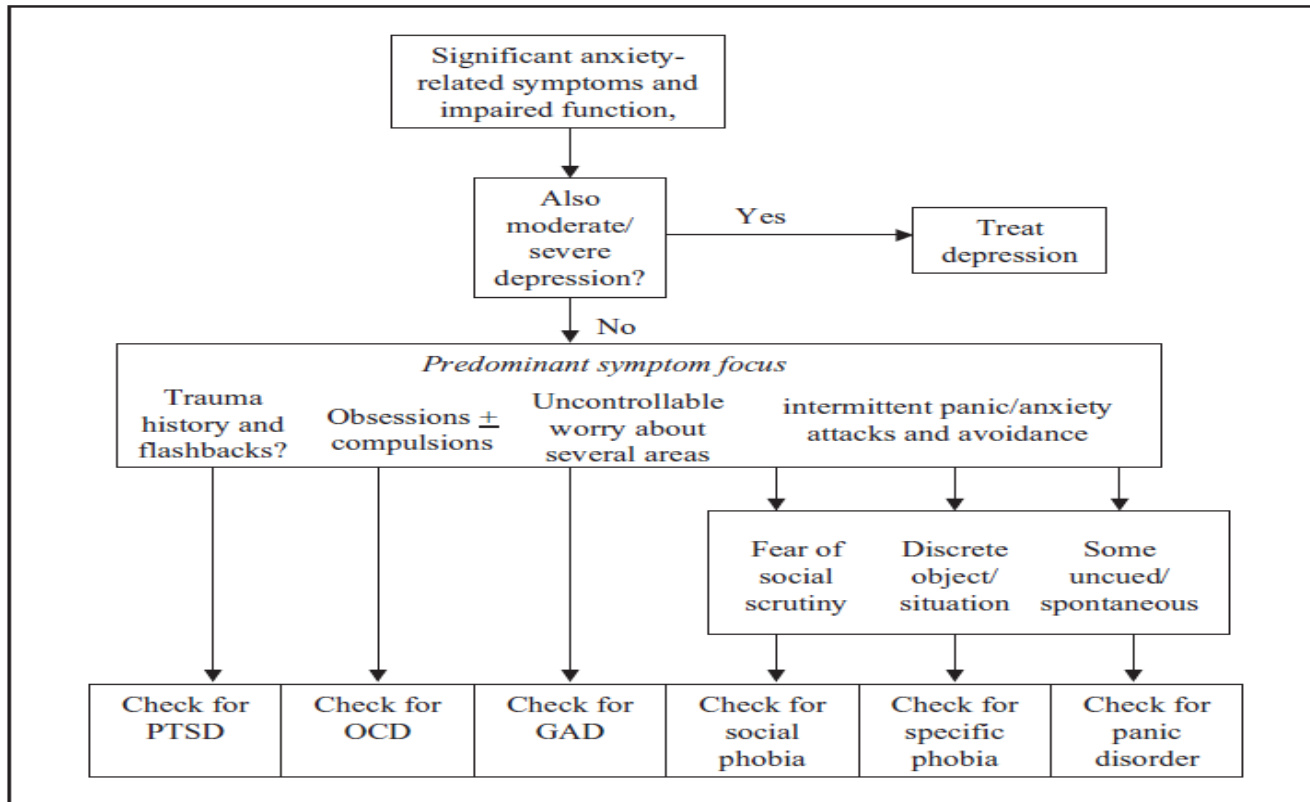 Significant anxiety-
related symptoms and
impaired function,
Also
moderate/
severe
depression?
Yes
Treat
depression
No
Predominant symptom focus
Trauma
history and
flashbacks?
Obsessions ±
compulsions
Uncontrollable
worry about
several areas
intermittent panic/anxiety
attacks and avoidance
Fear of
social
scrutiny
Discrete
object/
situation
Some
uncued/
spontaneous
Check for
PTSD
Check for
OCD
Check for
GAD
Check for
social
phobia
Check for
specific
phobia
Check for
panic
disorder